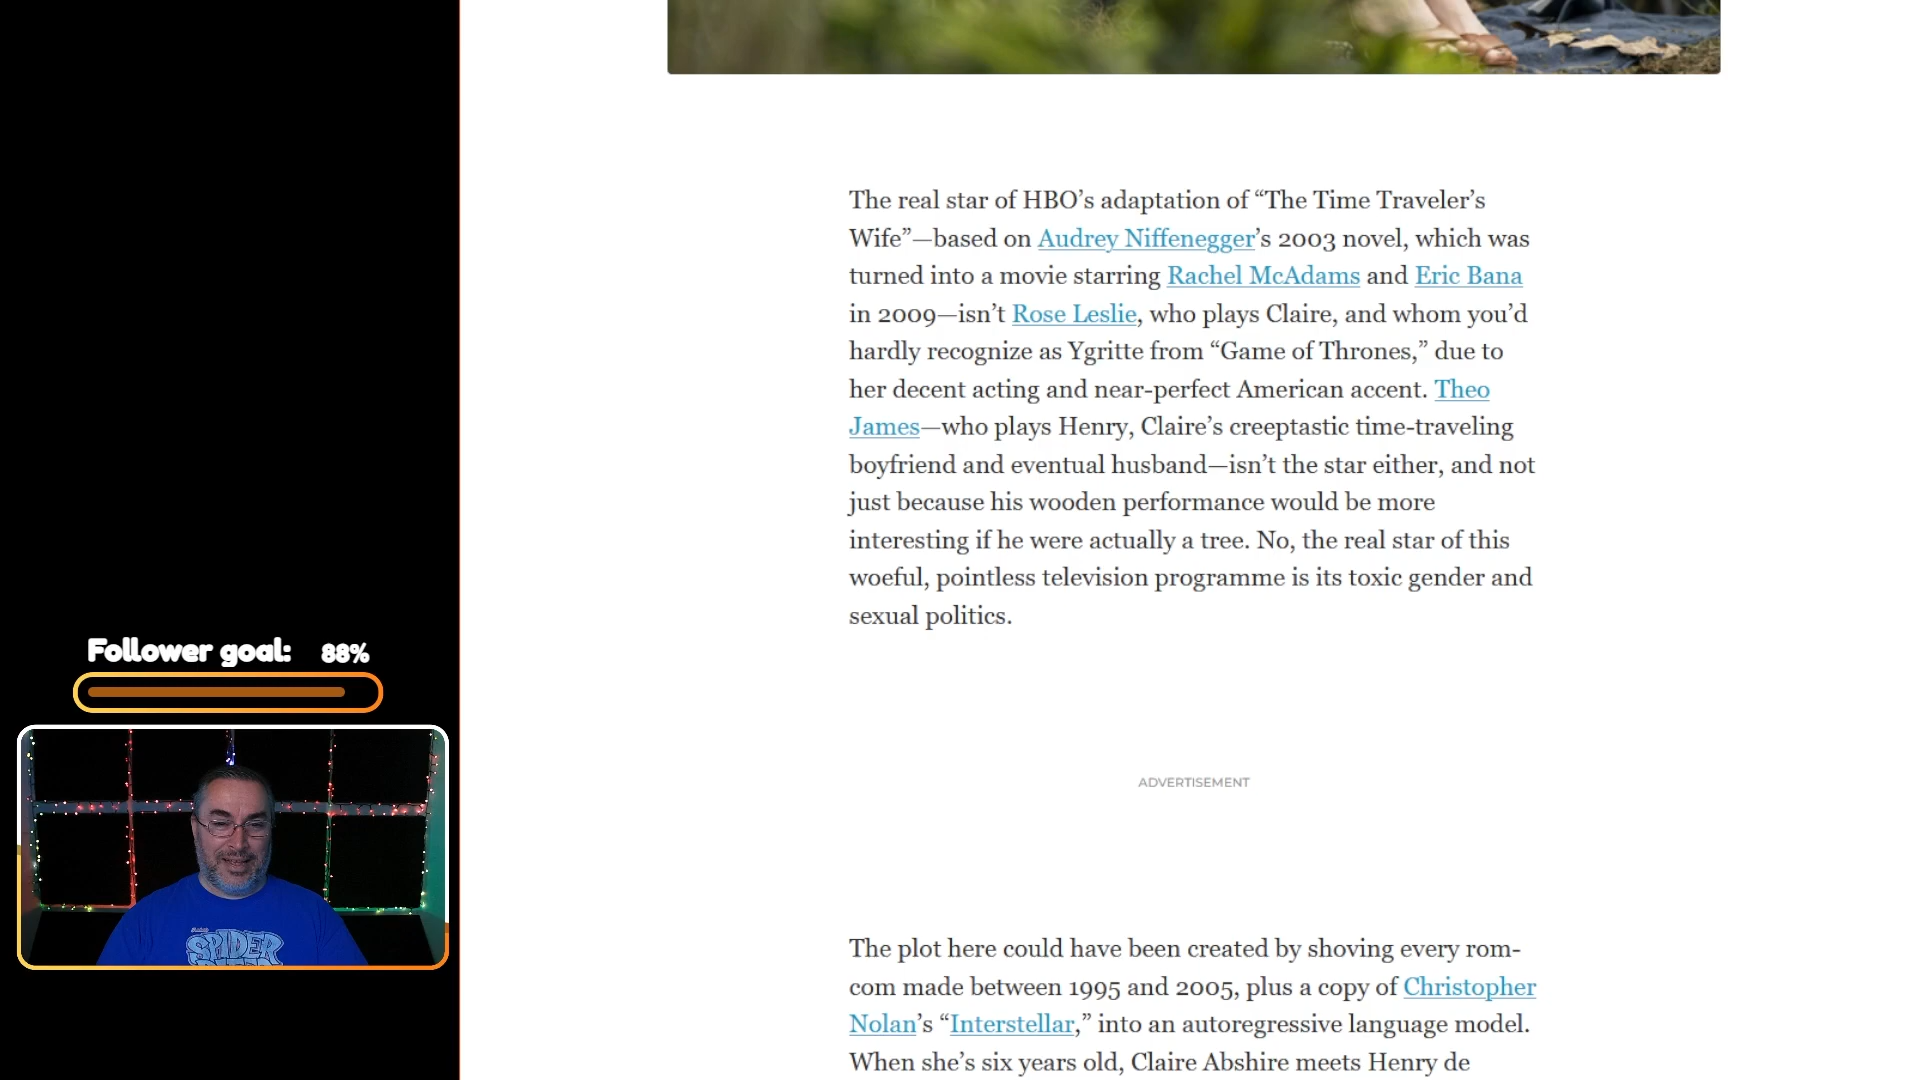 The real star of HBO’s adaptation of “The Time Traveler’s
Wife”—based on Audrey Niffenegger’s 2003 novel, which was
turned into a movie starring Rachel McAdams and Eric Bana
in 2009—isn’t Rose Leslie, who plays Claire, and whom you’d
hardly recognize as Ygritte from “Game of Thrones,” due to
her decent acting and near-perfect American accent. Theo
James—who plays Henry, Claire’s creeptastic time-traveling
boyfriend and eventual husband—isn’t the star either, and not
just because his wooden performance would be more
interesting if he were actually a tree. No, the real star of this
woeful, pointless television programme is its toxic gender and
sexual politics.
ADVERTISEMENT
The plot here could have been created by shoving every rom-
com made between 1995 and 2005, plus a copy of Christopher
Nolan’s “Interstellar,” into an autoregressive language model.
When she’s six years old, Claire Abshire meets Henry de
Follower goal: 88%
SPIDER